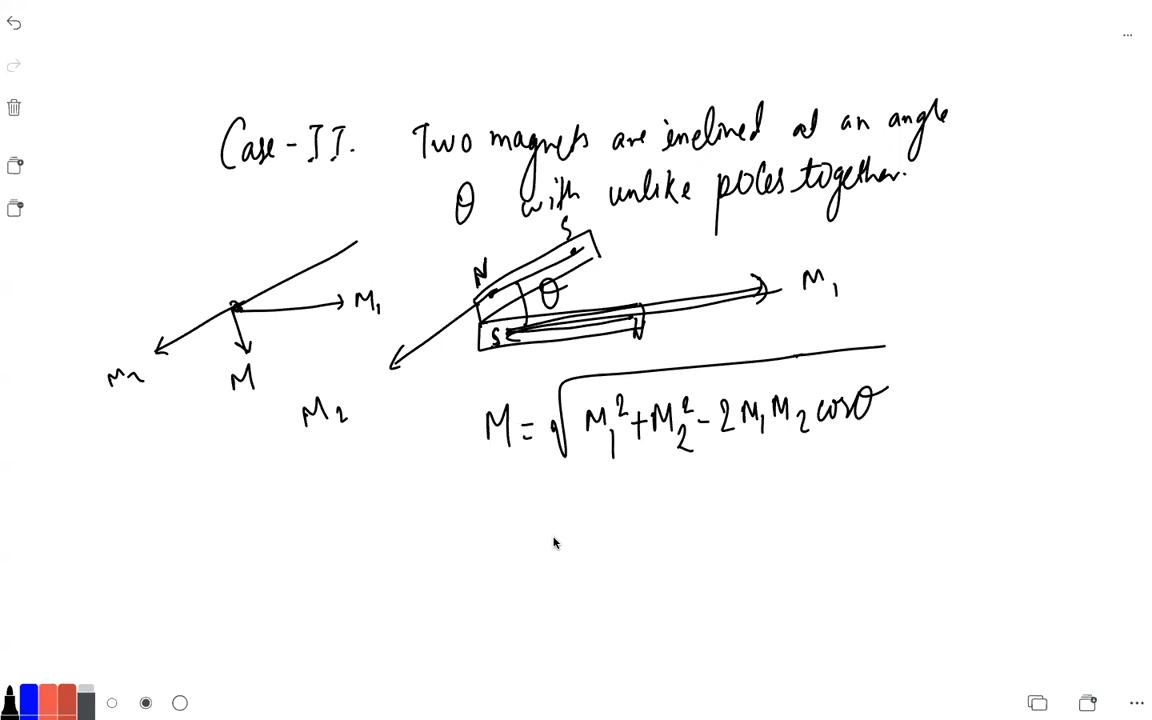 Case-II. Two magnets are inclined at an angle
θ with unlike poles together.
S
N
θ
M₁
S
N
M₁
M₂
M
M₂
M = √M₁² + M₂² - 2M₁M₂ cosθ